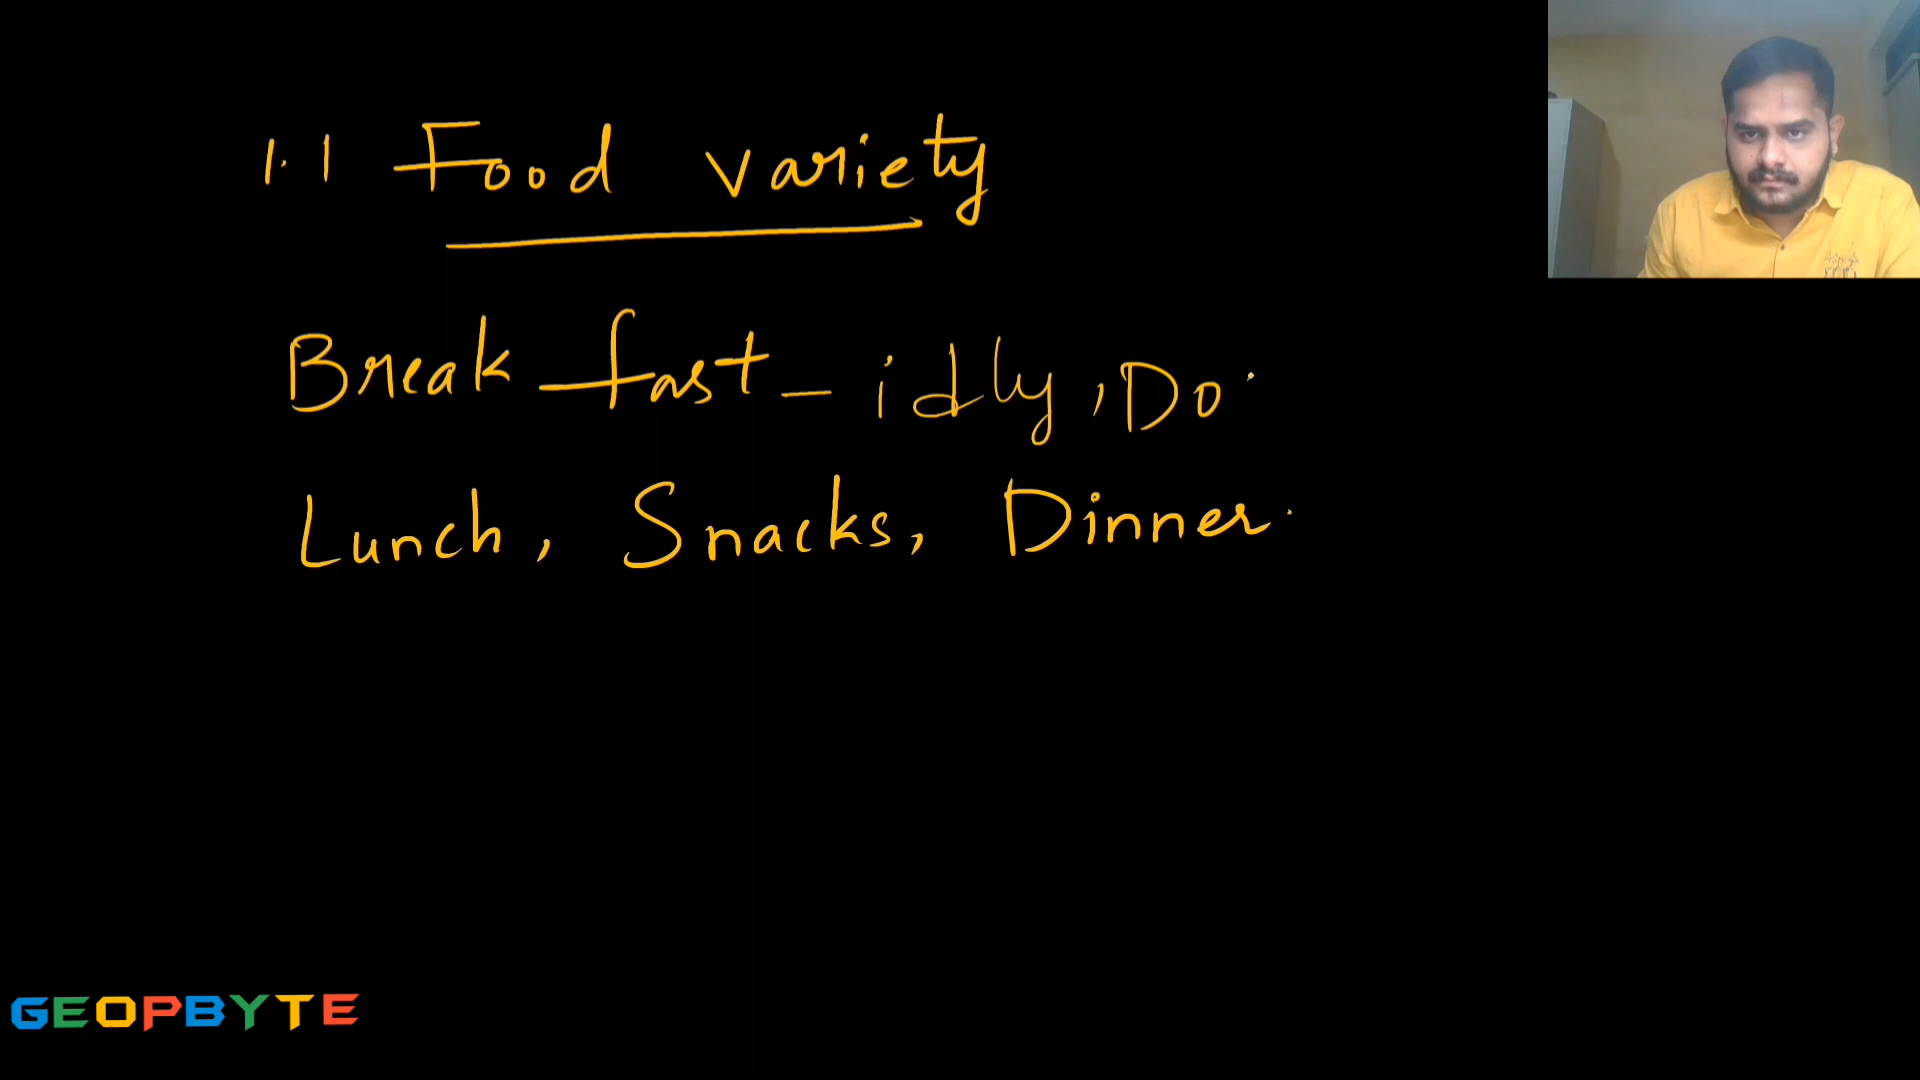 1.1 Food variety
Break fast - idly, Do
Lunch, Snacks, Dinner.
GEOPBYTE